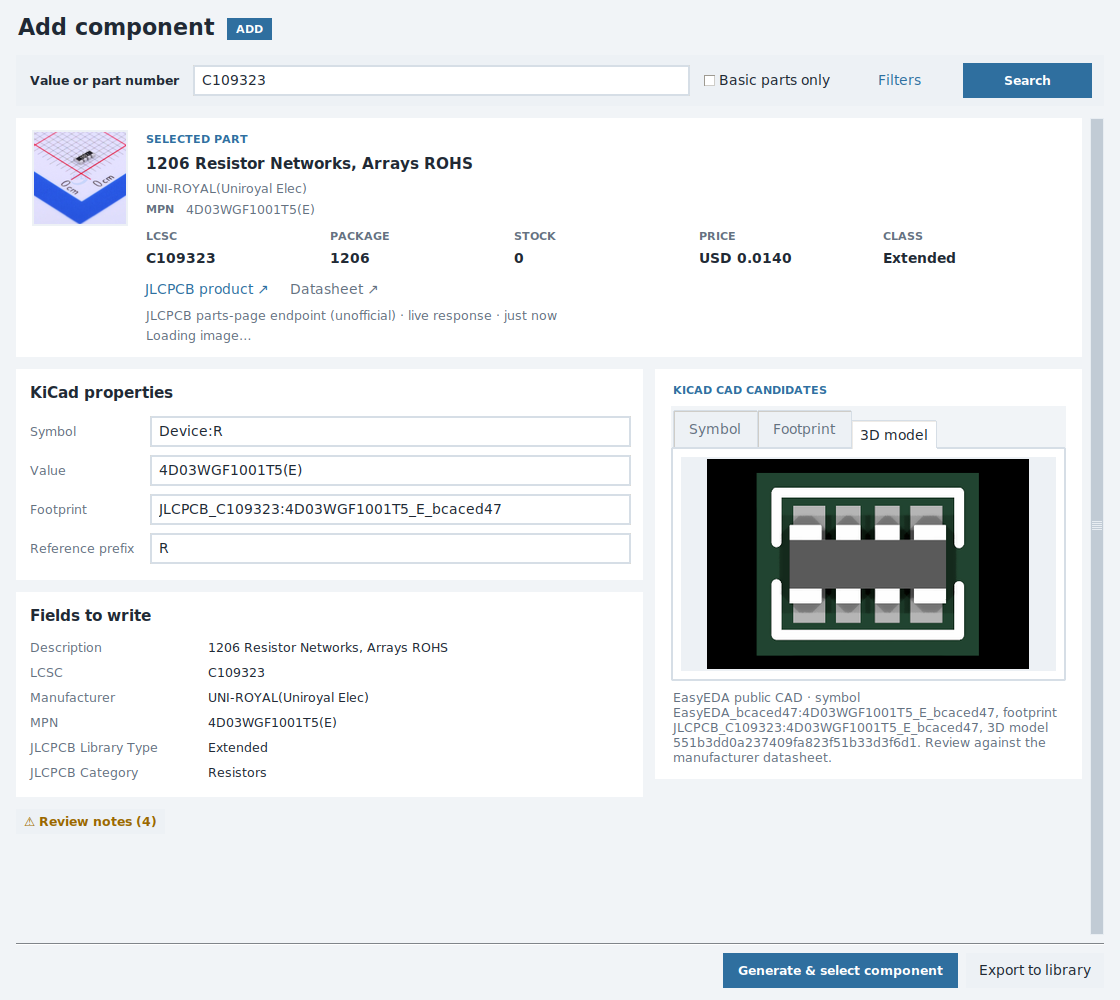 Add component ADD
Value or part number C109323 Basic parts only Filters Search
SELECTED PART
1206 Resistor Networks, Arrays ROHS
UNI-ROYAL(Uniroyal Elec)
MPN 4D03WGF1001T5(E)
LCSC PACKAGE STOCK PRICE CLASS
C109323 1206 0 USD 0.0140 Extended
JLCPCB product ↗ Datasheet ↗
JLCPCB parts-page endpoint (unofficial) · live response · just now
Loading image...
0cm 0cm
KiCad properties
Symbol Device:R
Value 4D03WGF1001T5(E)
Footprint JLCPCB_C109323:4D03WGF1001T5_E_bcaced47
Reference prefix R
Fields to write
Description 1206 Resistor Networks, Arrays ROHS
LCSC C109323
Manufacturer UNI-ROYAL(Uniroyal Elec)
MPN 4D03WGF1001T5(E)
JLCPCB Library Type Extended
JLCPCB Category Resistors
⚠ Review notes (4)
KICAD CAD CANDIDATES
Symbol Footprint 3D model
EasyEDA public CAD · symbol
EasyEDA_bcaced47:4D03WGF1001T5_E_bcaced47, footprint
JLCPCB_C109323:4D03WGF1001T5_E_bcaced47, 3D model
551b3dd0a237409fa823f51b33d3f6d1. Review against the
manufacturer datasheet.
Generate & select component Export to library